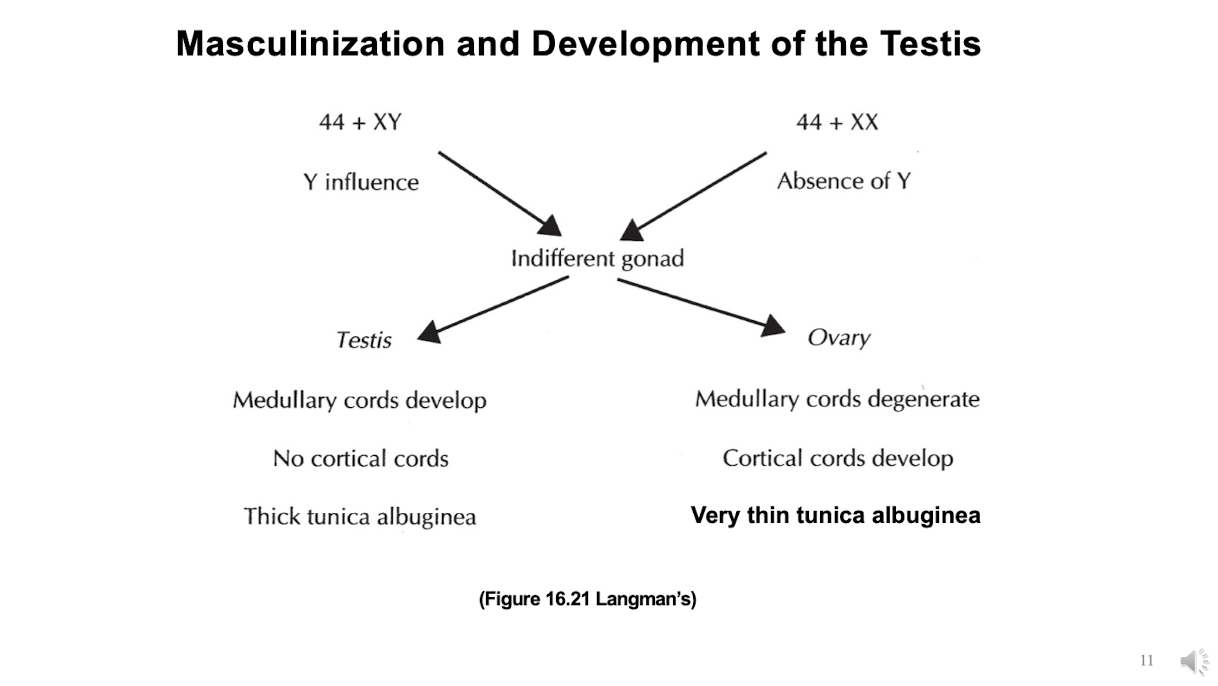 Masculinization and Development of the Testis
44 + XY
44 + XX
Y influence
Absence of Y
Indifferent gonad
Testis
Ovary
Medullary cords develop
Medullary cords degenerate
No cortical cords
Cortical cords develop
Thick tunica albuginea
Very thin tunica albuginea
(Figure 16.21 Langman's)
11